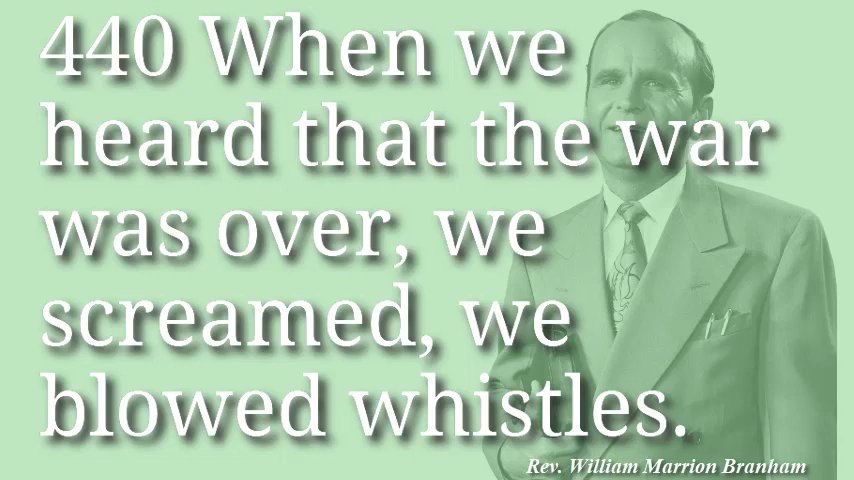 440 When we
heard that the war
was over, we
screamed, we
blowed whistles.
Rev. William Marrion Branham